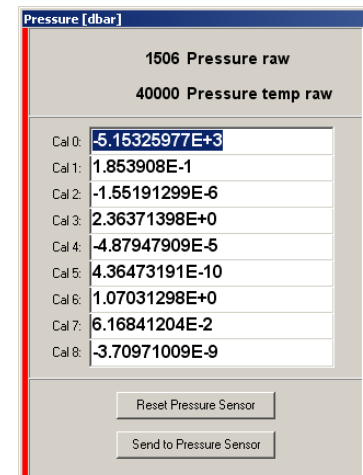 Pressure [dbar]
1506 Pressure raw
40000 Pressure temp raw
Cal 0: -5.15325977E+3
Cal 1: 1.853908E-1
Cal 2: -1.55191299E-6
Cal 3: 2.36371398E+0
Cal 4: -4.87947909E-5
Cal 5: 4.36473191E-10
Cal 6: 1.07031298E+0
Cal 7: 6.16841204E-2
Cal 8: -3.70971009E-9
Reset Pressure Sensor
Send to Pressure Sensor